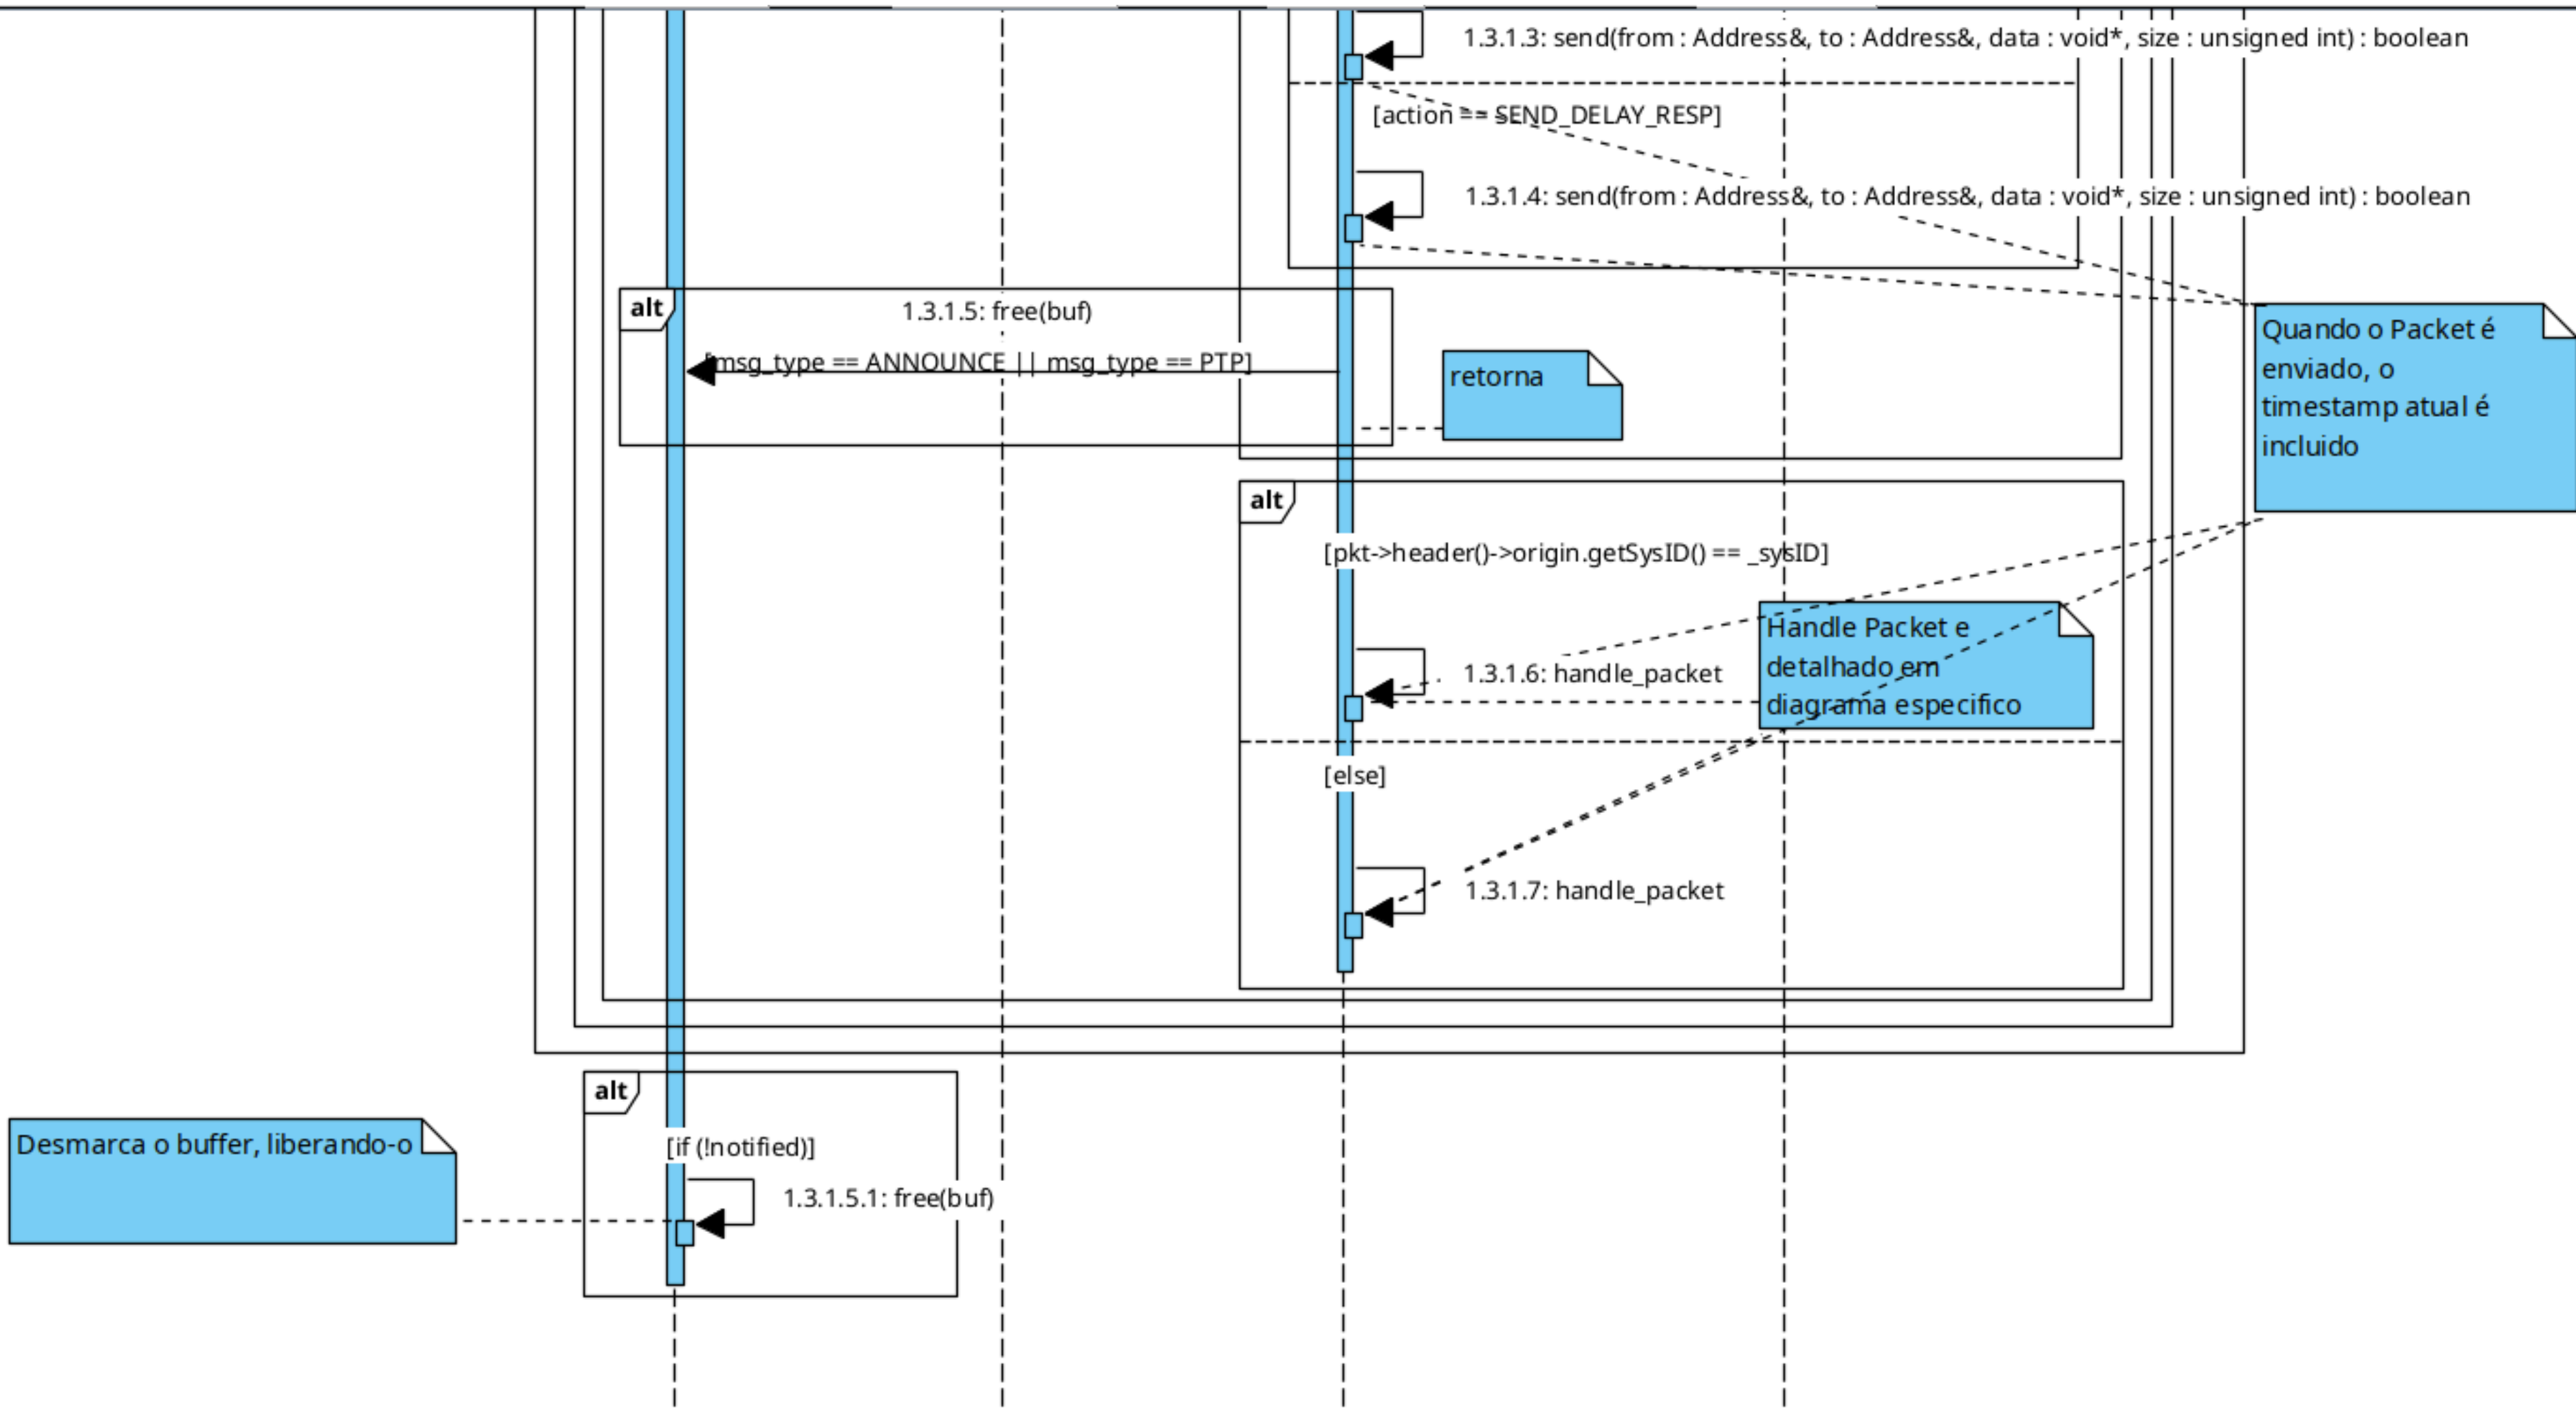 1.3.1.3: send(from : Address&, to : Address&, data : void*, size : unsigned int) : boolean
[action == SEND_DELAY_RESP]
1.3.1.4: send(from : Address&, to : Address&, data : void*, size : unsigned int) : boolean
alt
1.3.1.5: free(buf)
[msg_type == ANNOUNCE || msg_type == PTP]
retorna
Quando o Packet é
enviado, o
timestamp atual é
incluido
alt
[pkt->header()->origin.getSysID() == _sysID]
Handle Packet e
detalhado em
diagrama especifico
1.3.1.6: handle_packet
[else]
1.3.1.7: handle_packet
alt
Desmarca o buffer, liberando-o
[if (!notified)]
1.3.1.5.1: free(buf)